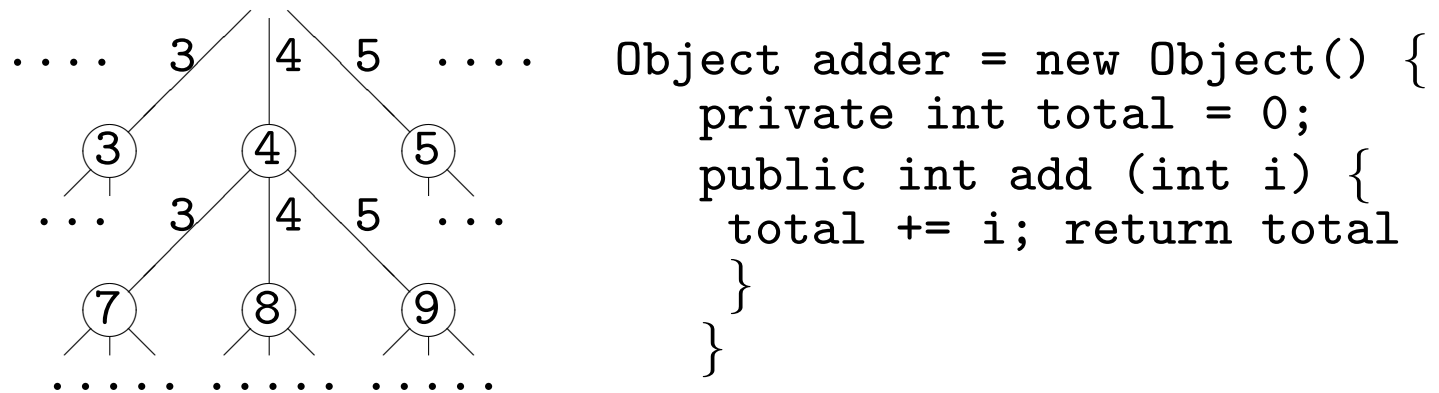 .... 3 4 5 ....
3 4 5
... 3 4 5 ...
7 8 9
..... ..... .....
Object adder = new Object() {
private int total = 0;
public int add (int i) {
total += i; return total
}
}